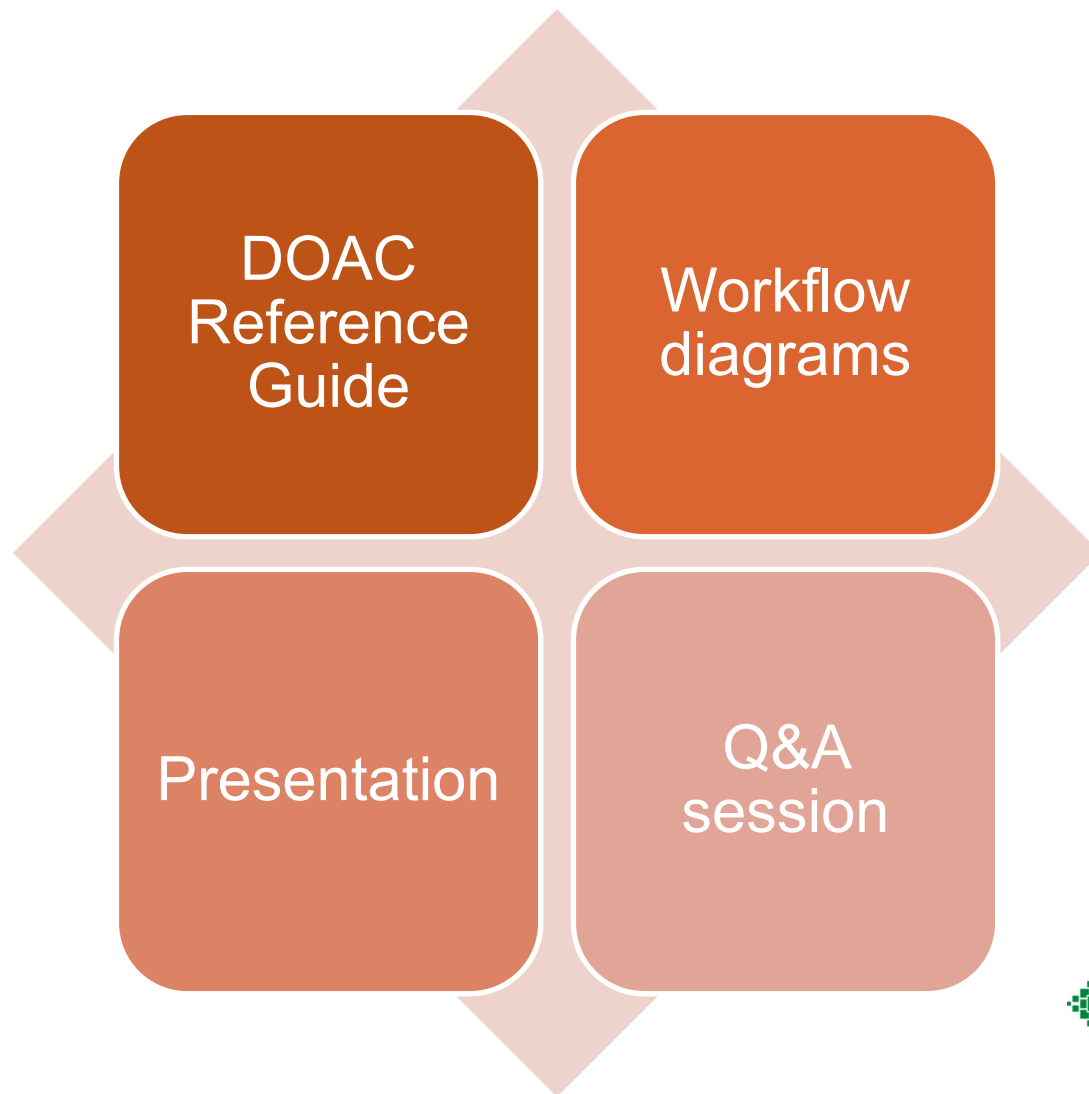 DOAC
Reference
Guide
Workflow
diagrams
Presentation
Q&A
session